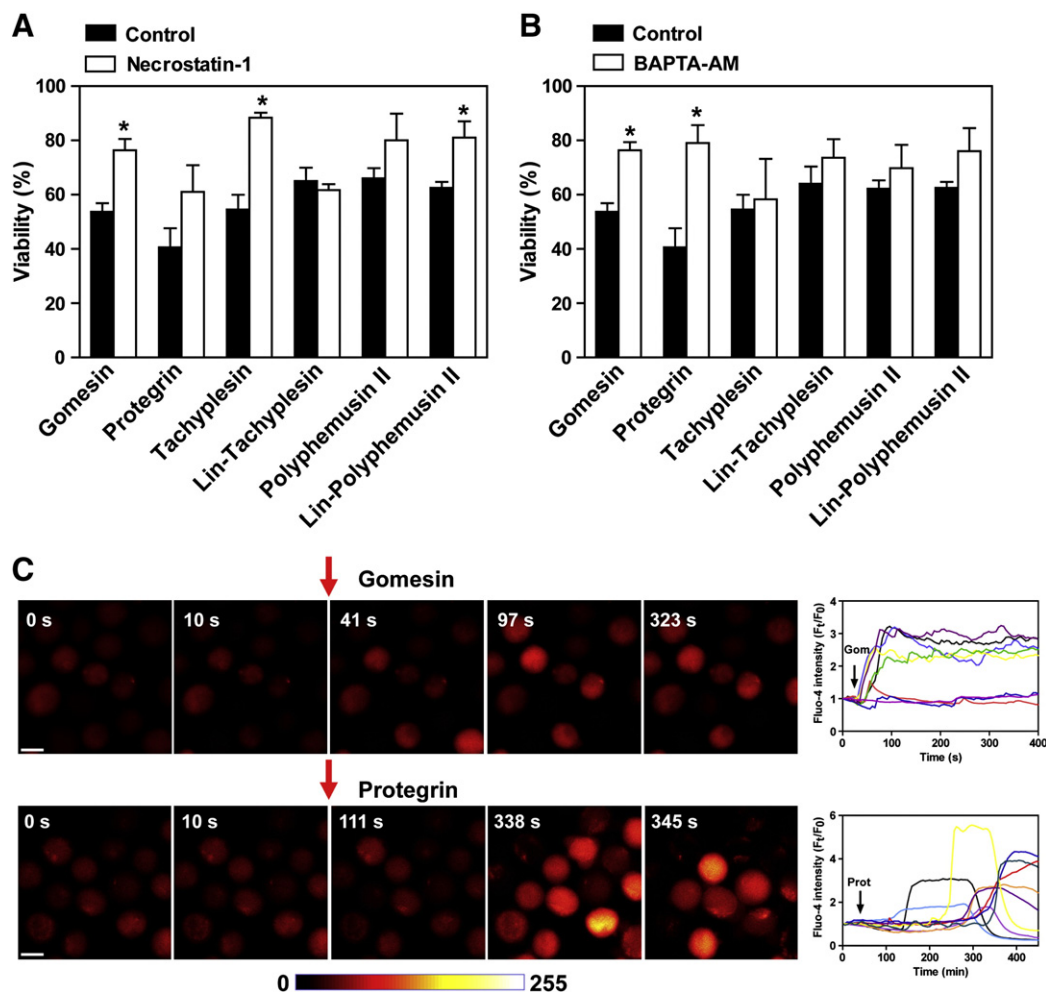 A
Control
Necrostatin-1
Viability (%)
100
80
60
40
20
0
*
*
*
Gomesin
Protegrin
Tachyplesin
Lin-Tachyplesin
Polyphemusin II
Lin-Polyphemusin II
B
Control
BAPTA-AM
Viability (%)
100
80
60
40
20
0
*
*
Gomesin
Protegrin
Tachyplesin
Lin-Tachyplesin
Polyphemusin II
Lin-Polyphemusin II
C
Gomesin
0 s
10 s
41 s
97 s
323 s
Fluo-4 intensity (Ft/F0)
4
3
2
1
0
Gom
0 100 200 300 400
Time (s)
Protegrin
0 s
10 s
111 s
338 s
345 s
Fluo-4 intensity (Ft/F0)
6
4
2
0
Prot
0 100 200 300 400
Time (min)
0 255